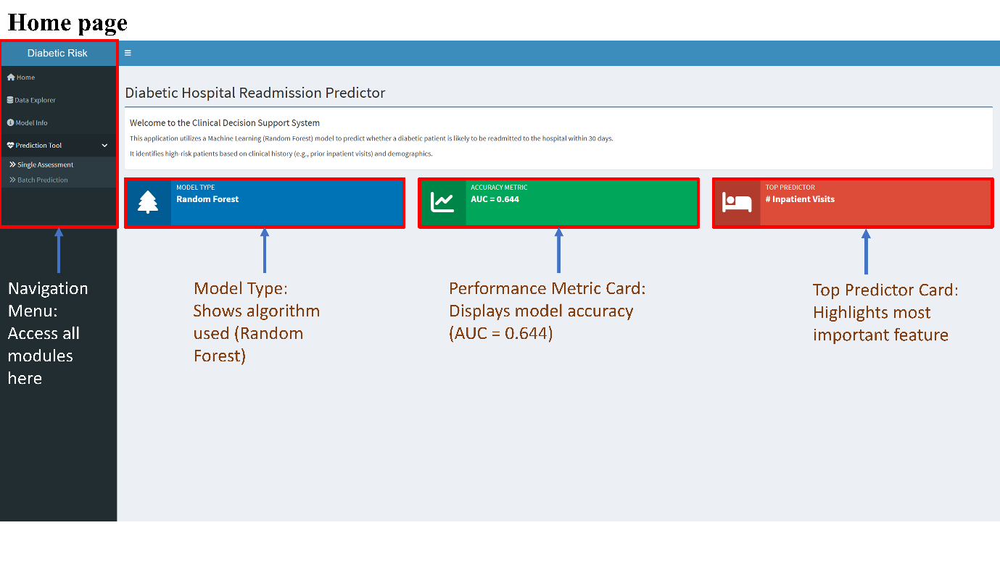 Home page
Diabetic Risk
Home
Data Explorer
Model Info
Prediction Tool
Single Assessment
Batch Prediction
Diabetic Hospital Readmission Predictor
Welcome to the Clinical Decision Support System
This application utilizes a Machine Learning (Random Forest) model to predict whether a diabetic patient is likely to be readmitted to the hospital within 30 days.
It identifies high-risk patients based on clinical history (e.g., prior inpatient visits) and demographics.
MODEL TYPE
Random Forest
ACCURACY METRIC
AUC = 0.644
TOP PREDICTOR
# Inpatient Visits
Navigation
Menu:
Access all
modules
here
Model Type:
Shows algorithm
used (Random
Forest)
Performance Metric Card:
Displays model accuracy
(AUC = 0.644)
Top Predictor Card:
Highlights most
important feature